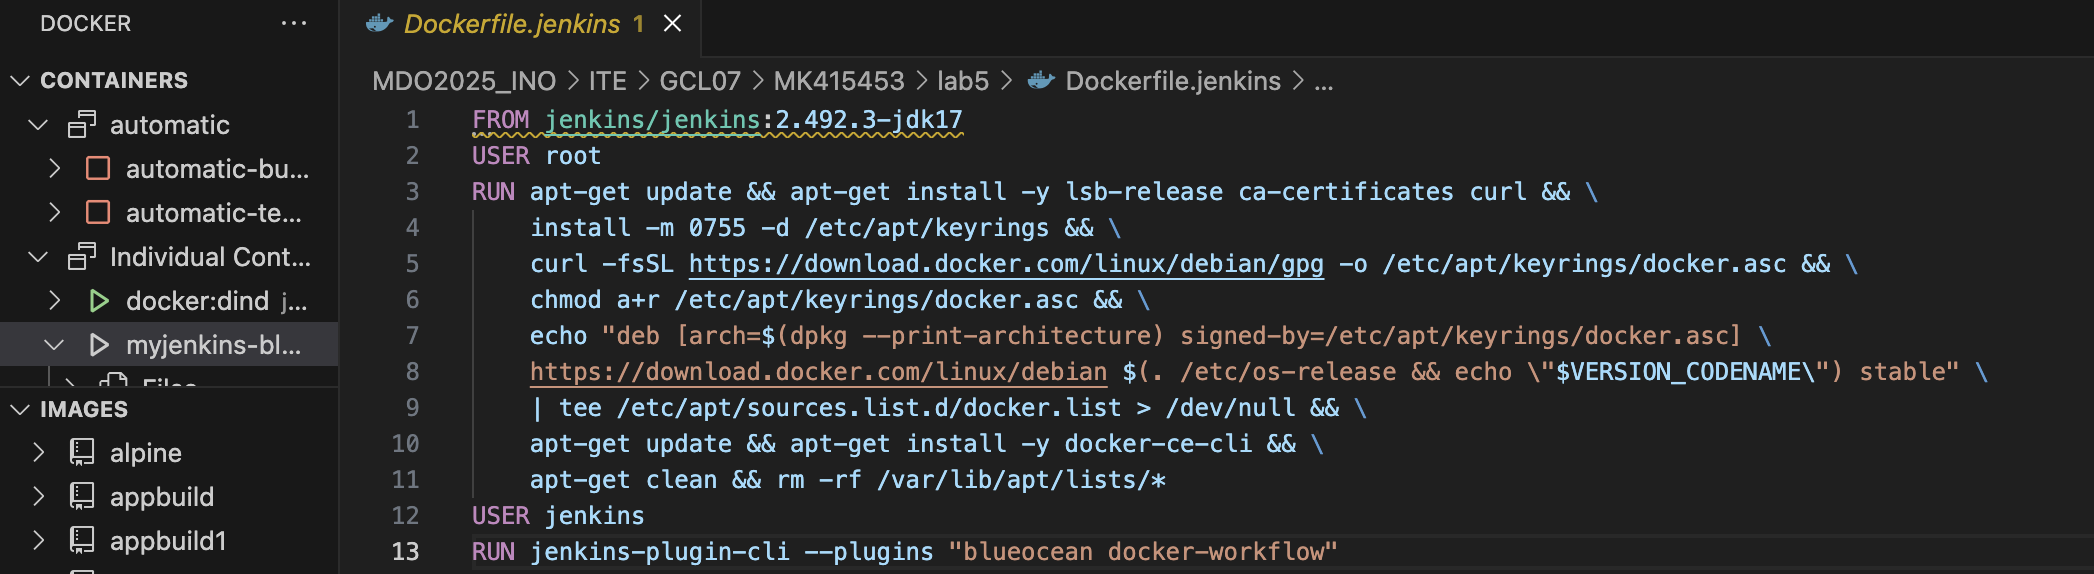 DOCKER ...
CONTAINERS
automatic
automatic-bu...
automatic-te...
Individual Cont...
docker:dind j...
myjenkins-bl...
Files
IMAGES
alpine
appbuild
appbuild1
Dockerfile.jenkins 1
MDO2025_INO > ITE > GCL07 > MK415453 > lab5 > Dockerfile.jenkins > ...
1 FROM jenkins/jenkins:2.492.3-jdk17
2 USER root
3 RUN apt-get update && apt-get install -y lsb-release ca-certificates curl && \
4 install -m 0755 -d /etc/apt/keyrings && \
5 curl -fsSL https://download.docker.com/linux/debian/gpg -o /etc/apt/keyrings/docker.asc && \
6 chmod a+r /etc/apt/keyrings/docker.asc && \
7 echo "deb [arch=$(dpkg --print-architecture) signed-by=/etc/apt/keyrings/docker.asc] \
8 https://download.docker.com/linux/debian $(. /etc/os-release && echo \"$VERSION_CODENAME\") stable" \
9 | tee /etc/apt/sources.list.d/docker.list > /dev/null && \
10 apt-get update && apt-get install -y docker-ce-cli && \
11 apt-get clean && rm -rf /var/lib/apt/lists/*
12 USER jenkins
13 RUN jenkins-plugin-cli --plugins "blueocean docker-workflow"